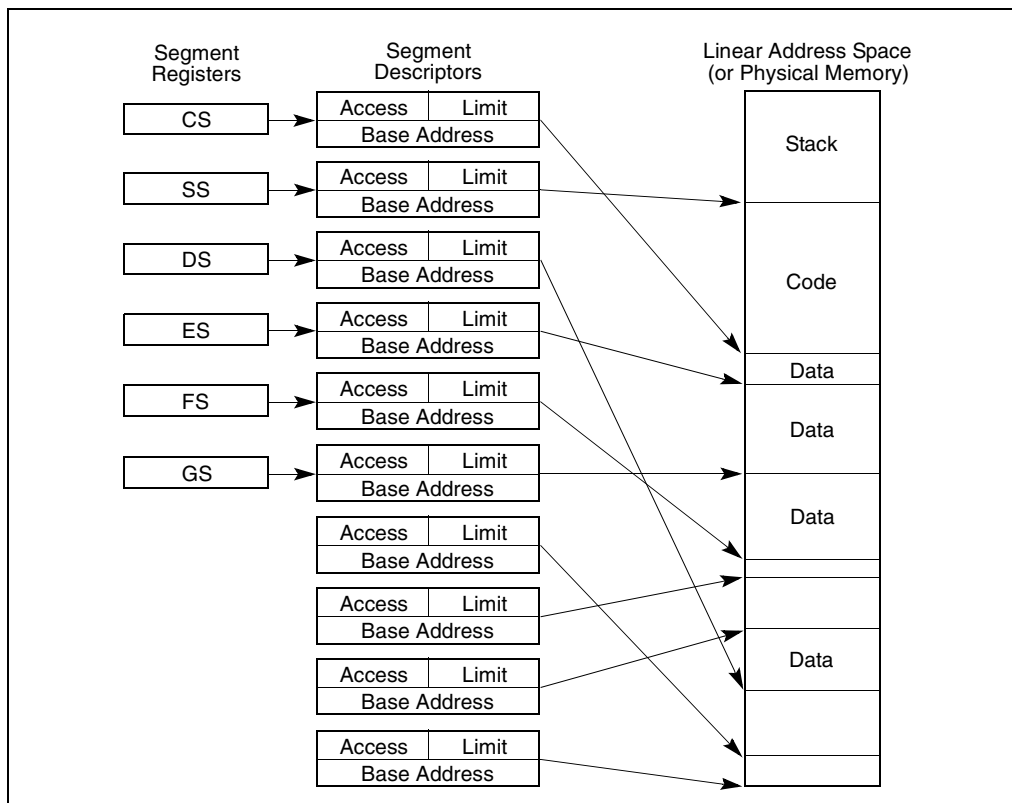 Segment
Registers
Segment
Descriptors
Linear Address Space
(or Physical Memory)
CS
Access Limit
Base Address
Stack
SS
Access Limit
Base Address
DS
Access Limit
Base Address
Code
ES
Access Limit
Base Address
Data
FS
Access Limit
Base Address
Data
GS
Access Limit
Base Address
Data
Access Limit
Base Address
Access Limit
Base Address
Access Limit
Base Address
Data
Access Limit
Base Address